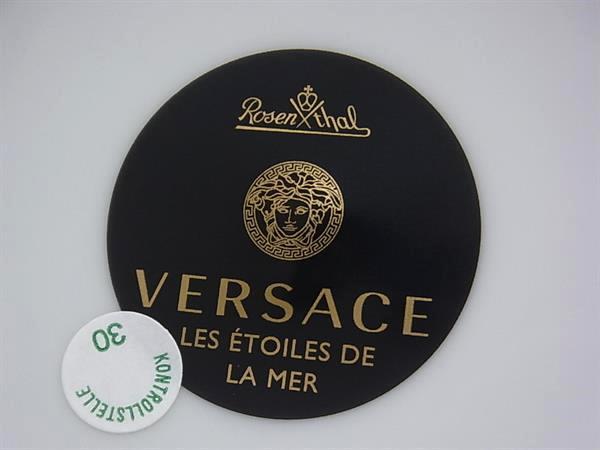 Rosenthal
VERSACE
LES ÉTOILES DE
LA MER
30
KONTROLLSTELLE